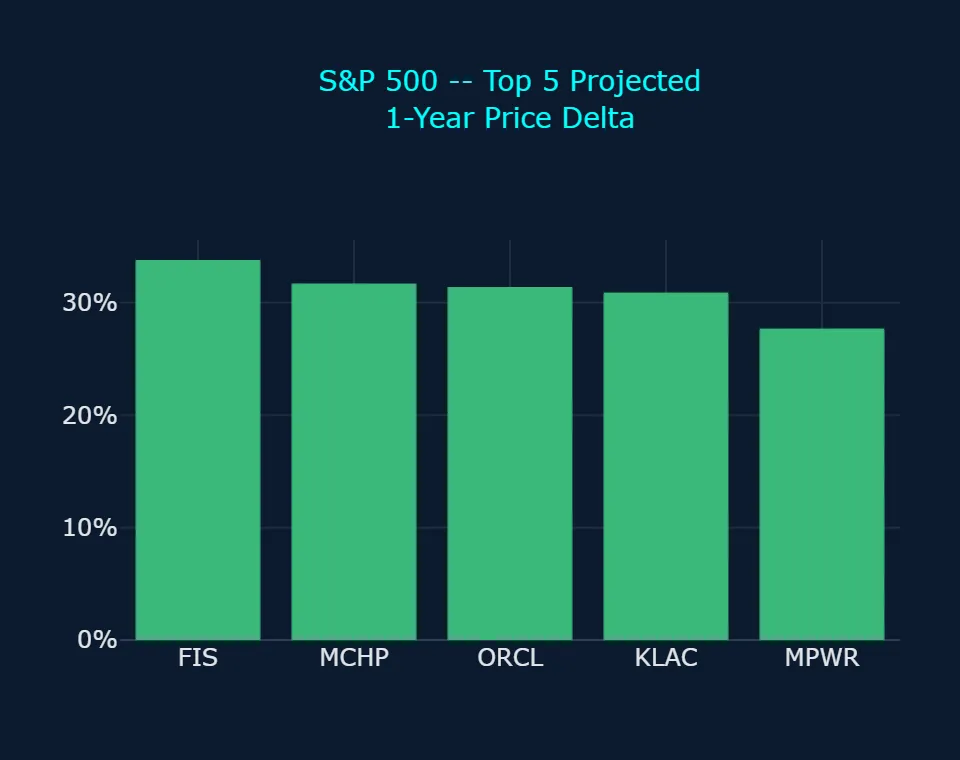 S&P 500 -- Top 5 Projected
1-Year Price Delta
30%
20%
10%
0%
FIS MCHP ORCL KLAC MPWR